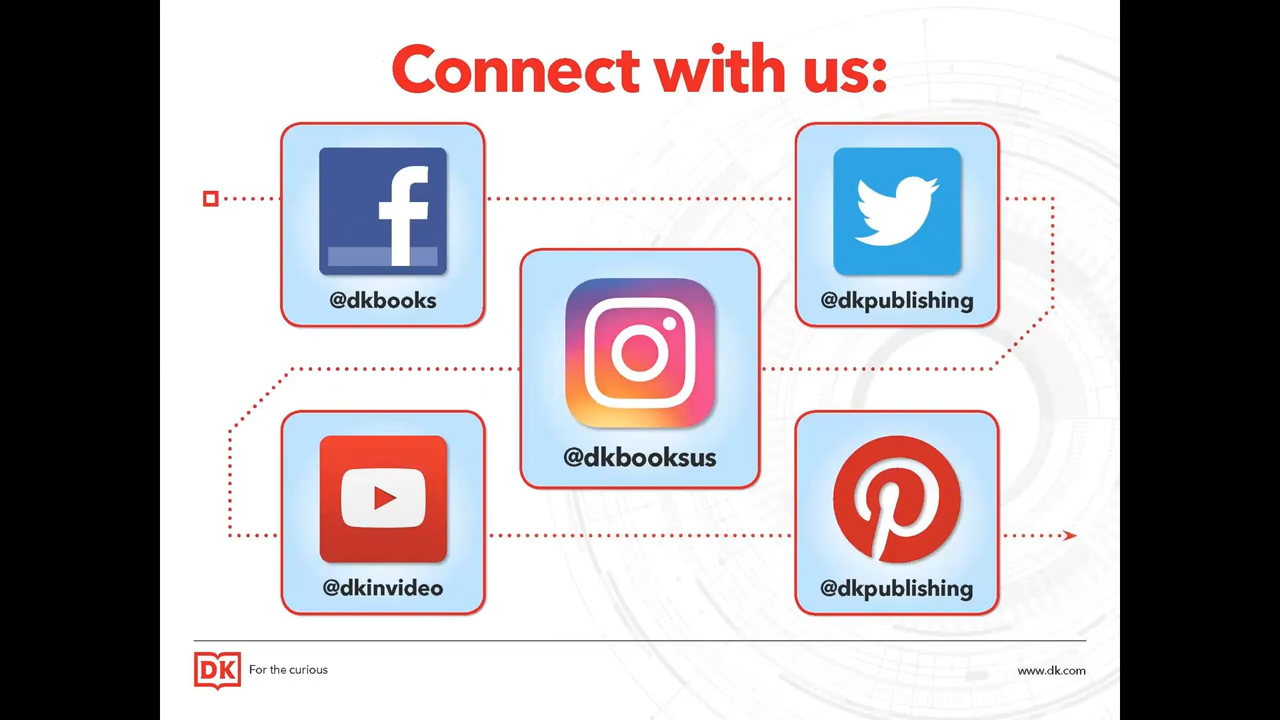 Connect with us:
@dkbooks
@dkpublishing
@dkbooksus
@dkinvideo
@dkpublishing
DK For the curious
www.dk.com